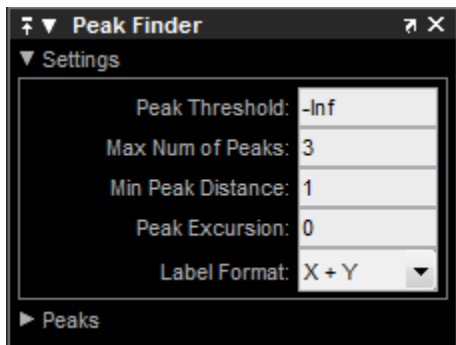 Peak Finder
Settings
Peak Threshold: -Inf
Max Num of Peaks: 3
Min Peak Distance: 1
Peak Excursion: 0
Label Format: X + Y
Peaks